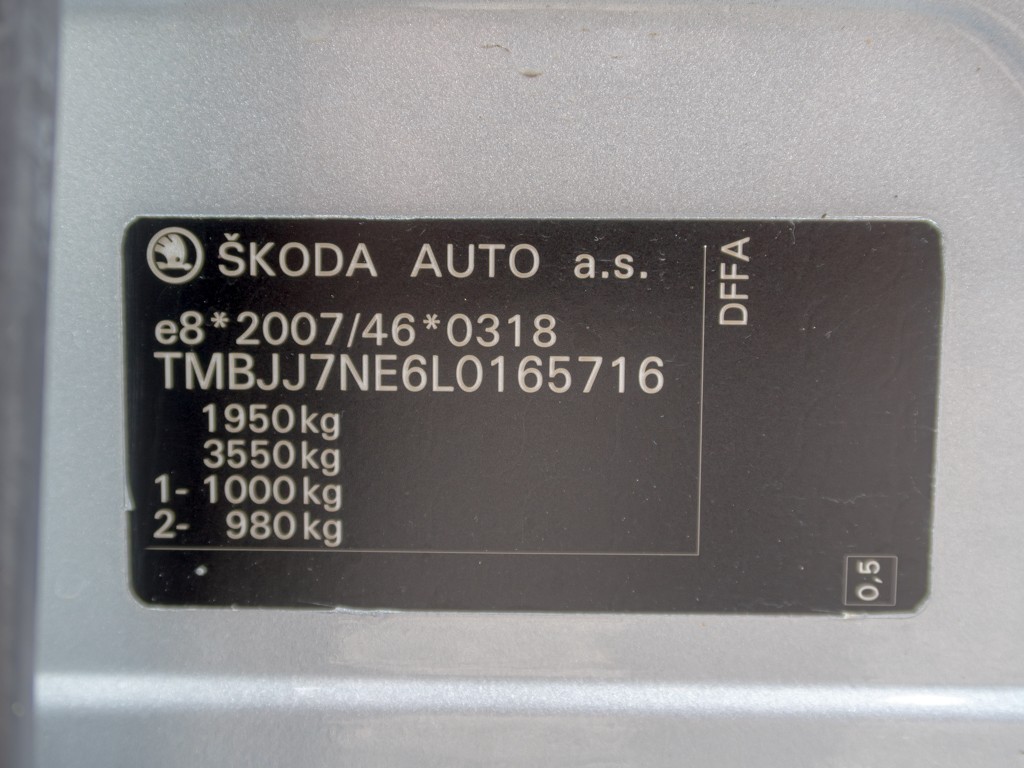 ŠKODA AUTO a.s.
e8*2007/46*0318
TMBJJ7NE6L0165716
1950kg
3550kg
1- 1000kg
2- 980kg
DFFA
0,5